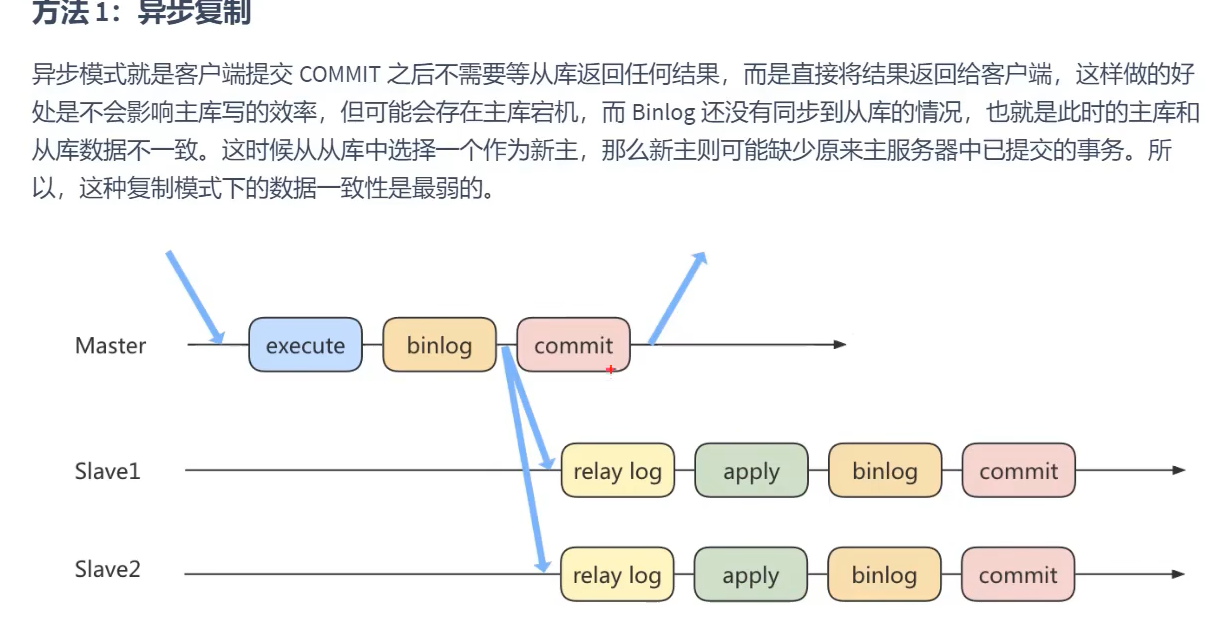 方法 1：异步复制
异步模式就是客户端提交 COMMIT 之后不需要等从库返回任何结果，而是直接将结果返回给客户端，这样做的好
处是不会影响主库写的效率，但可能会存在主库宕机，而 Binlog 还没有同步到从库的情况，也就是此时的主库和
从库数据不一致。这时候从从库中选择一个作为新主，那么新主则可能缺少原来主服务器中已提交的事务。所
以，这种复制模式下的数据一致性是最弱的。
Master execute binlog commit
Slave1 relay log apply binlog commit
Slave2 relay log apply binlog commit